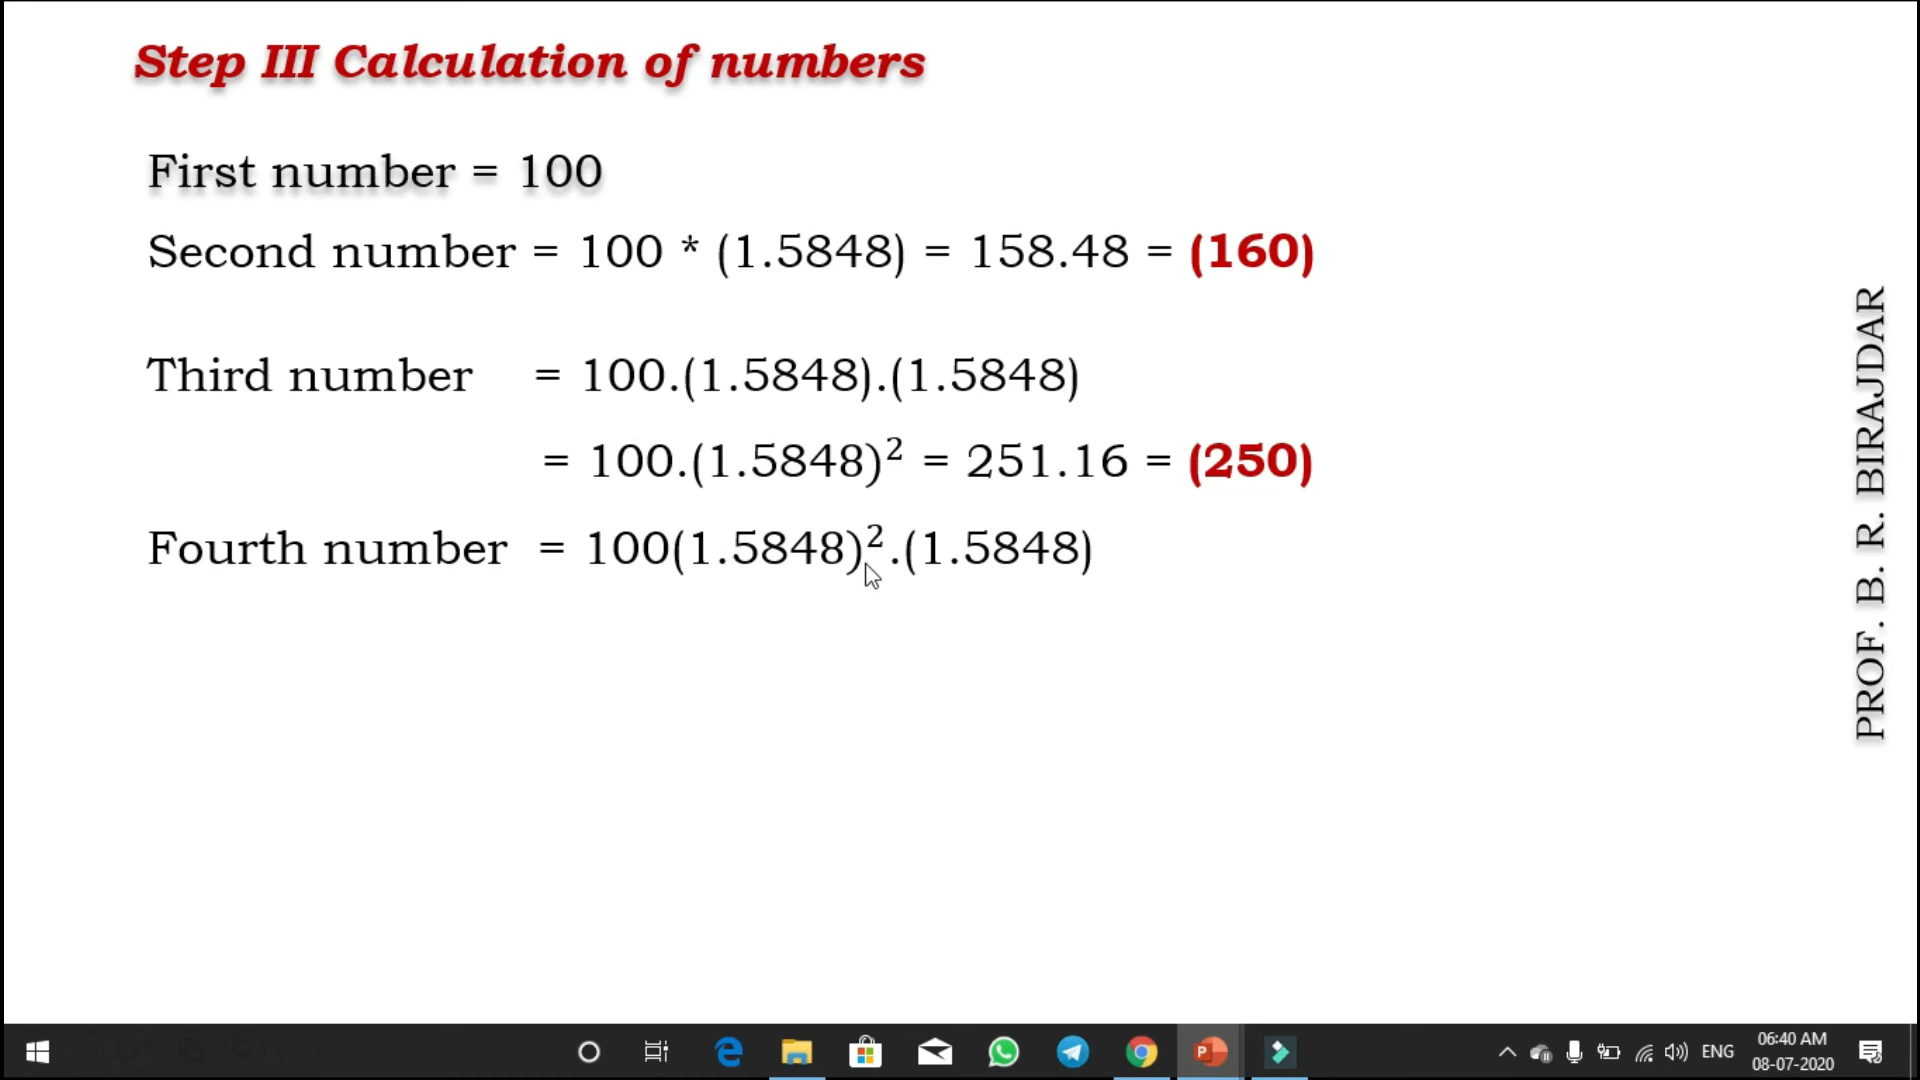 Step III Calculation of numbers
First number = 100
Second number = 100 * (1.5848) = 158.48 = (160)
Third number = 100.(1.5848).(1.5848)
= 100.(1.5848)² = 251.16 = (250)
Fourth number = 100(1.5848)².(1.5848)
PROF. B. R. BIRAJDAR
ENG
06:40 AM
08-07-2020